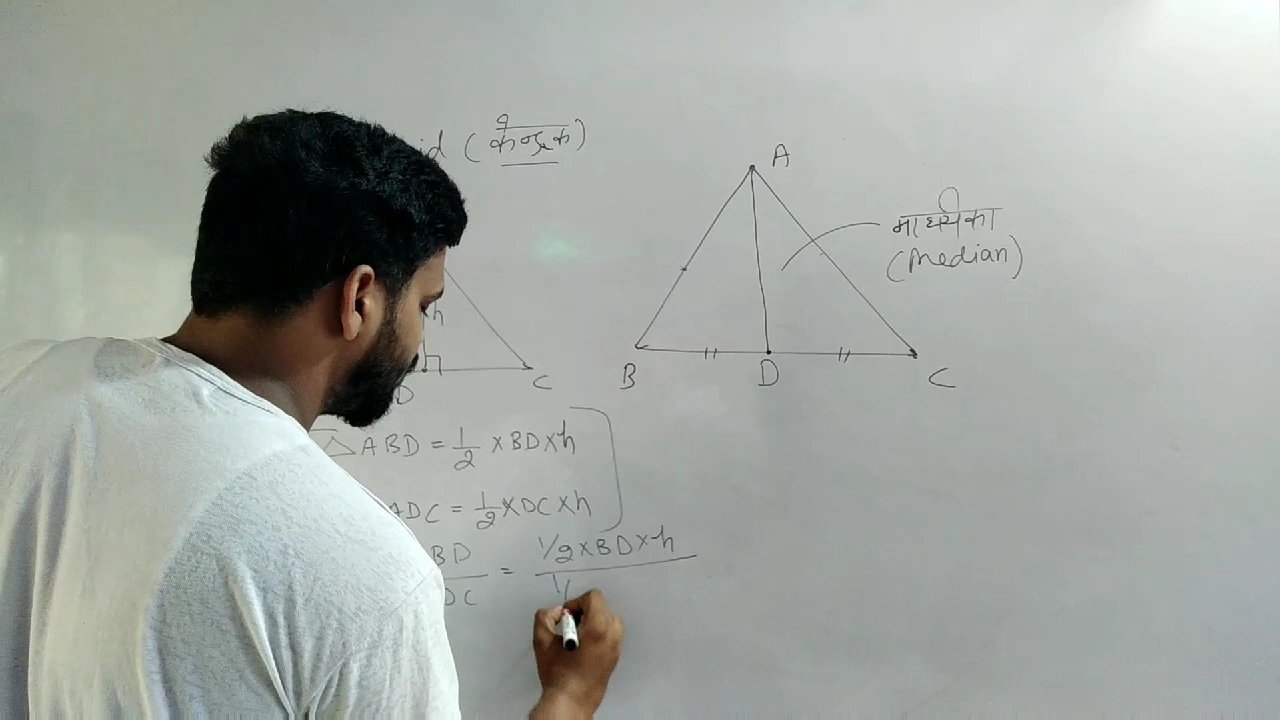 id (केन्द्रक)
A
माध्यिका
(Median)
h
B D C
D C
△ABD = 1/2 × BD × h
ADC = 1/2 × DC × h
BD/DC = 1/2 × BD × h